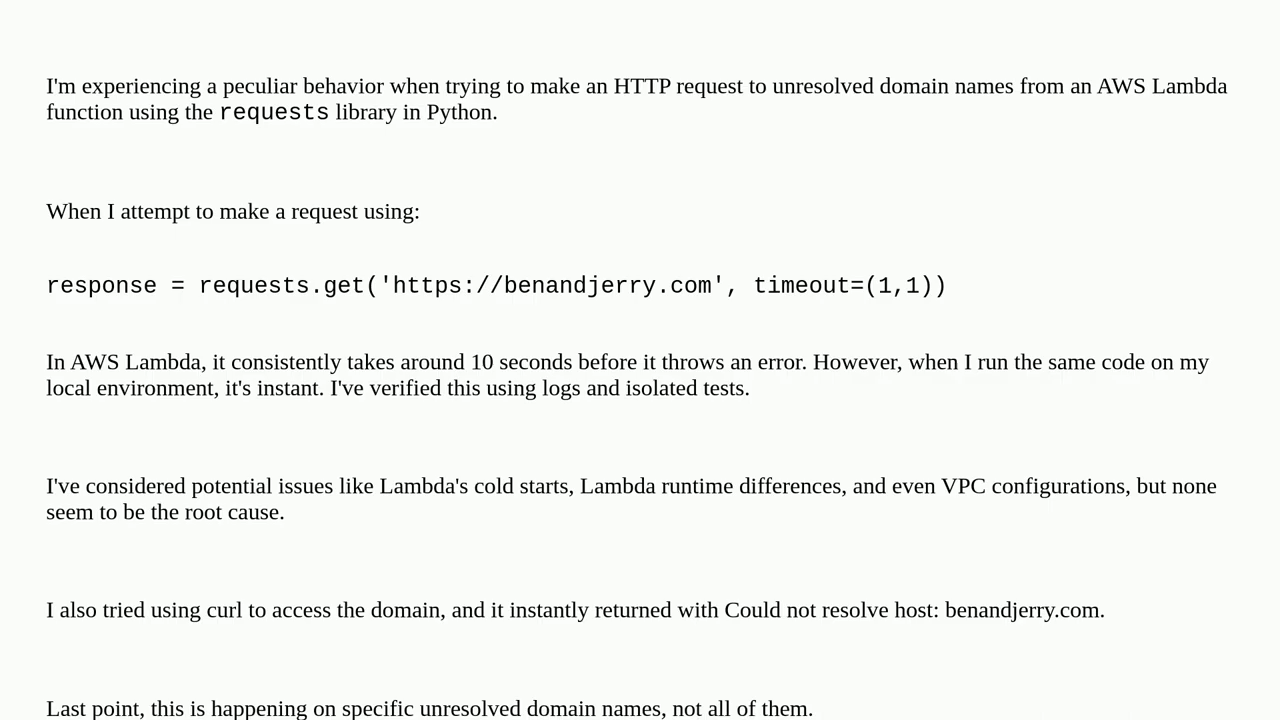 I'm experiencing a peculiar behavior when trying to make an HTTP request to unresolved domain names from an AWS Lambda
function using the requests library in Python.
When I attempt to make a request using:
response = requests.get('https://benandjerry.com', timeout=(1,1))
In AWS Lambda, it consistently takes around 10 seconds before it throws an error. However, when I run the same code on my
local environment, it's instant. I've verified this using logs and isolated tests.
I've considered potential issues like Lambda's cold starts, Lambda runtime differences, and even VPC configurations, but none
seem to be the root cause.
I also tried using curl to access the domain, and it instantly returned with Could not resolve host: benandjerry.com.
Last point, this is happening on specific unresolved domain names, not all of them.